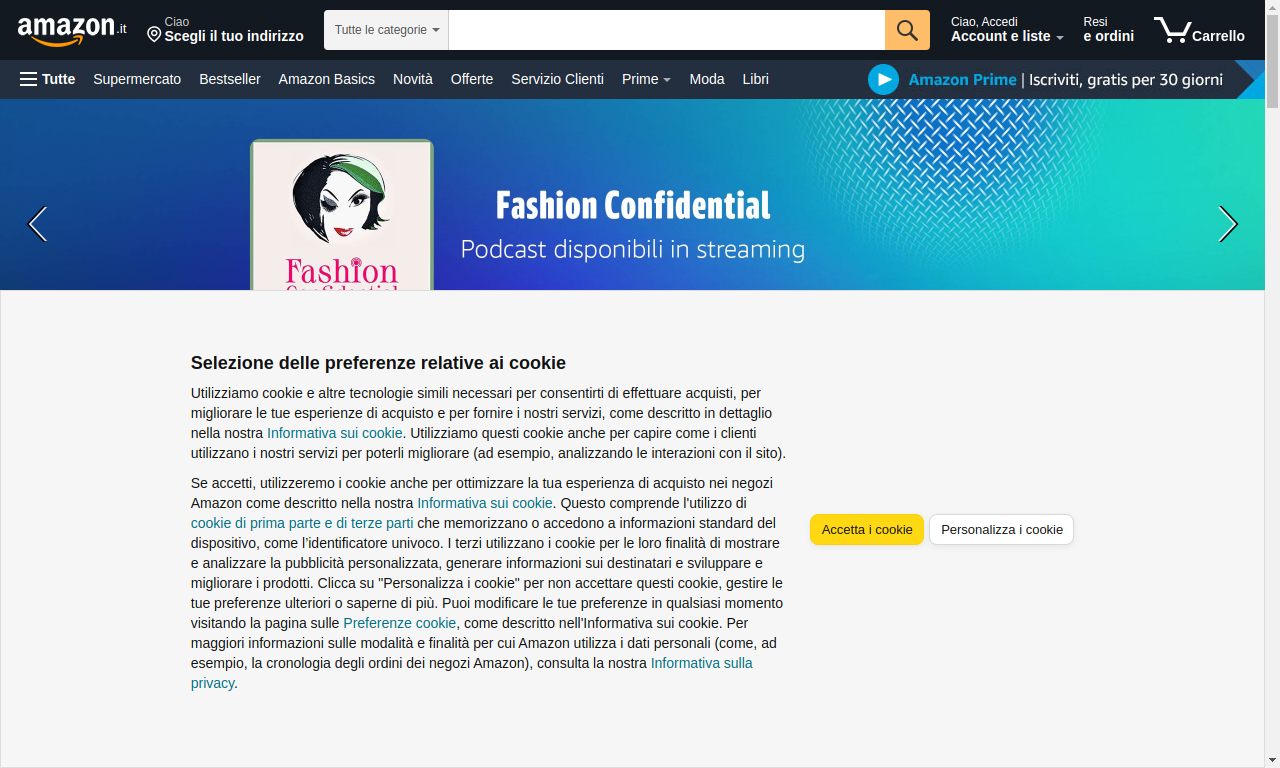 amazon.it
Ciao
Scegli il tuo indirizzo
Tutte le categorie
Ciao, Accedi
Account e liste
Resi
e ordini
Carrello
Tutte
Supermercato
Bestseller
Amazon Basics
Novità
Offerte
Servizio Clienti
Prime
Moda
Libri
Amazon Prime | Iscriviti, gratis per 30 giorni
Fashion Confidential
Podcast disponibili in streaming
Fashion
Confidential
Selezione delle preferenze relative ai cookie
Utilizziamo cookie e altre tecnologie simili necessari per consentirti di effettuare acquisti, per
migliorare le tue esperienze di acquisto e per fornire i nostri servizi, come descritto in dettaglio
nella nostra Informativa sui cookie. Utilizziamo questi cookie anche per capire come i clienti
utilizzano i nostri servizi per poterli migliorare (ad esempio, analizzando le interazioni con il sito).
Se accetti, utilizzeremo i cookie anche per ottimizzare la tua esperienza di acquisto nei negozi
Amazon come descritto nella nostra Informativa sui cookie. Questo comprende l'utilizzo di
cookie di prima parte e di terze parti che memorizzano o accedono a informazioni standard del
dispositivo, come l’identificatore univoco. I terzi utilizzano i cookie per le loro finalità di mostrare
e analizzare la pubblicità personalizzata, generare informazioni sui destinatari e sviluppare e
migliorare i prodotti. Clicca su "Personalizza i cookie" per non accettare questi cookie, gestire le
tue preferenze ulteriori o saperne di più. Puoi modificare le tue preferenze in qualsiasi momento
visitando la pagina sulle Preferenze cookie, come descritto nell'Informativa sui cookie. Per
maggiori informazioni sulle modalità e finalità per cui Amazon utilizza i dati personali (come, ad
esempio, la cronologia degli ordini dei negozi Amazon), consulta la nostra Informativa sulla
privacy.
Accetta i cookie
Personalizza i cookie